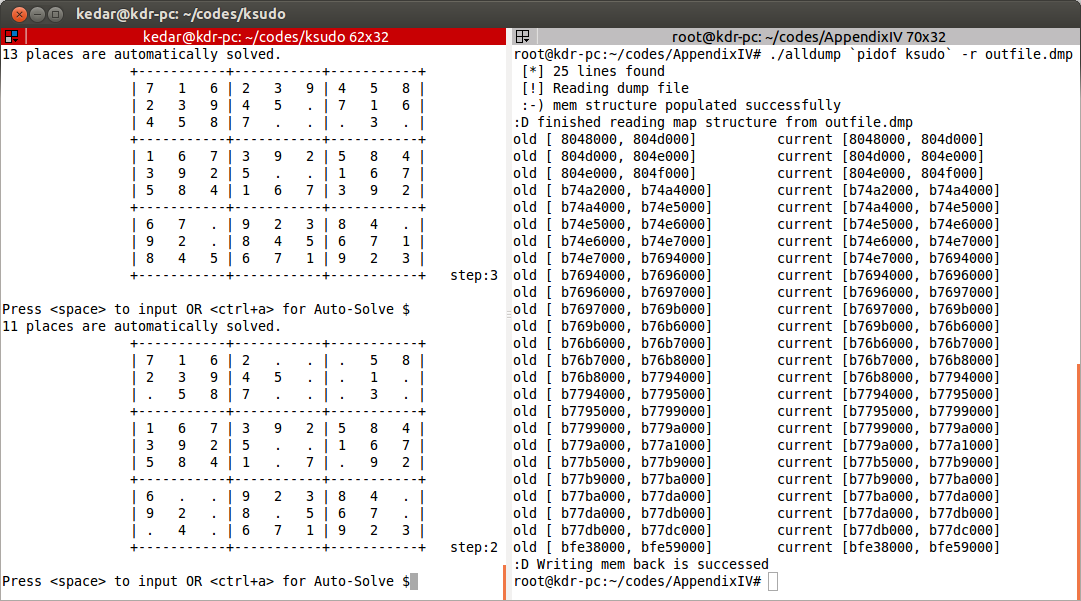 kedar@kdr-pc: ~/codes/ksudo
kedar@kdr-pc: ~/codes/ksudo 62x32
13 places are automatically solved.
+-----------+-----------+-----------+
| 7 1 6 | 2 3 9 | 4 5 8 |
| 2 3 9 | 4 5 . | 7 1 6 |
| 4 5 8 | 7 . . | . 3 . |
+-----------+-----------+-----------+
| 1 6 7 | 3 9 2 | 5 8 4 |
| 3 9 2 | 5 . . | 1 6 7 |
| 5 8 4 | 1 6 7 | 3 9 2 |
+-----------+-----------+-----------+
| 6 7 . | 9 2 3 | 8 4 . |
| 9 2 . | 8 4 5 | 6 7 1 |
| 8 4 5 | 6 7 1 | 9 2 3 |
+-----------+-----------+-----------+ step:3
Press <space> to input OR <ctrl+a> for Auto-Solve $
11 places are automatically solved.
+-----------+-----------+-----------+
| 7 1 6 | 2 . . | . 5 8 |
| 2 3 9 | 4 5 . | . 1 . |
| . 5 8 | 7 . . | . 3 . |
+-----------+-----------+-----------+
| 1 6 7 | 3 9 2 | 5 8 4 |
| 3 9 2 | 5 . . | 1 6 7 |
| 5 8 4 | 1 . 7 | . 9 2 |
+-----------+-----------+-----------+
| 6 . . | 9 2 3 | 8 4 . |
| 9 2 . | 8 . 5 | 6 7 . |
| . 4 . | 6 7 1 | 9 2 3 |
+-----------+-----------+-----------+ step:2
Press <space> to input OR <ctrl+a> for Auto-Solve $
root@kdr-pc: ~/codes/AppendixIV 70x32
root@kdr-pc:~/codes/AppendixIV# ./alldump `pidof ksudo` -r outfile.dmp
[*] 25 lines found
[!] Reading dump file
:-) mem structure populated successfully
:D finished reading map structure from outfile.dmp
old [ 8048000, 804d000] current [8048000, 804d000]
old [ 804d000, 804e000] current [804d000, 804e000]
old [ 804e000, 804f000] current [804e000, 804f000]
old [ b74a2000, b74a4000] current [b74a2000, b74a4000]
old [ b74a4000, b74e5000] current [b74a4000, b74e5000]
old [ b74e5000, b74e6000] current [b74e5000, b74e6000]
old [ b74e6000, b74e7000] current [b74e6000, b74e7000]
old [ b74e7000, b7694000] current [b74e7000, b7694000]
old [ b7694000, b7696000] current [b7694000, b7696000]
old [ b7696000, b7697000] current [b7696000, b7697000]
old [ b7697000, b769b000] current [b7697000, b769b000]
old [ b769b000, b76b6000] current [b769b000, b76b6000]
old [ b76b6000, b76b7000] current [b76b6000, b76b7000]
old [ b76b7000, b76b8000] current [b76b7000, b76b8000]
old [ b76b8000, b7794000] current [b76b8000, b7794000]
old [ b7794000, b7795000] current [b7794000, b7795000]
old [ b7795000, b7799000] current [b7795000, b7799000]
old [ b7799000, b779a000] current [b7799000, b779a000]
old [ b779a000, b77a1000] current [b779a000, b77a1000]
old [ b77b5000, b77b9000] current [b77b5000, b77b9000]
old [ b77b9000, b77ba000] current [b77b9000, b77ba000]
old [ b77ba000, b77da000] current [b77ba000, b77da000]
old [ b77da000, b77db000] current [b77da000, b77db000]
old [ b77db000, b77dc000] current [b77db000, b77dc000]
old [ bfe38000, bfe59000] current [bfe38000, bfe59000]
:D Writing mem back is successed
root@kdr-pc:~/codes/AppendixIV#